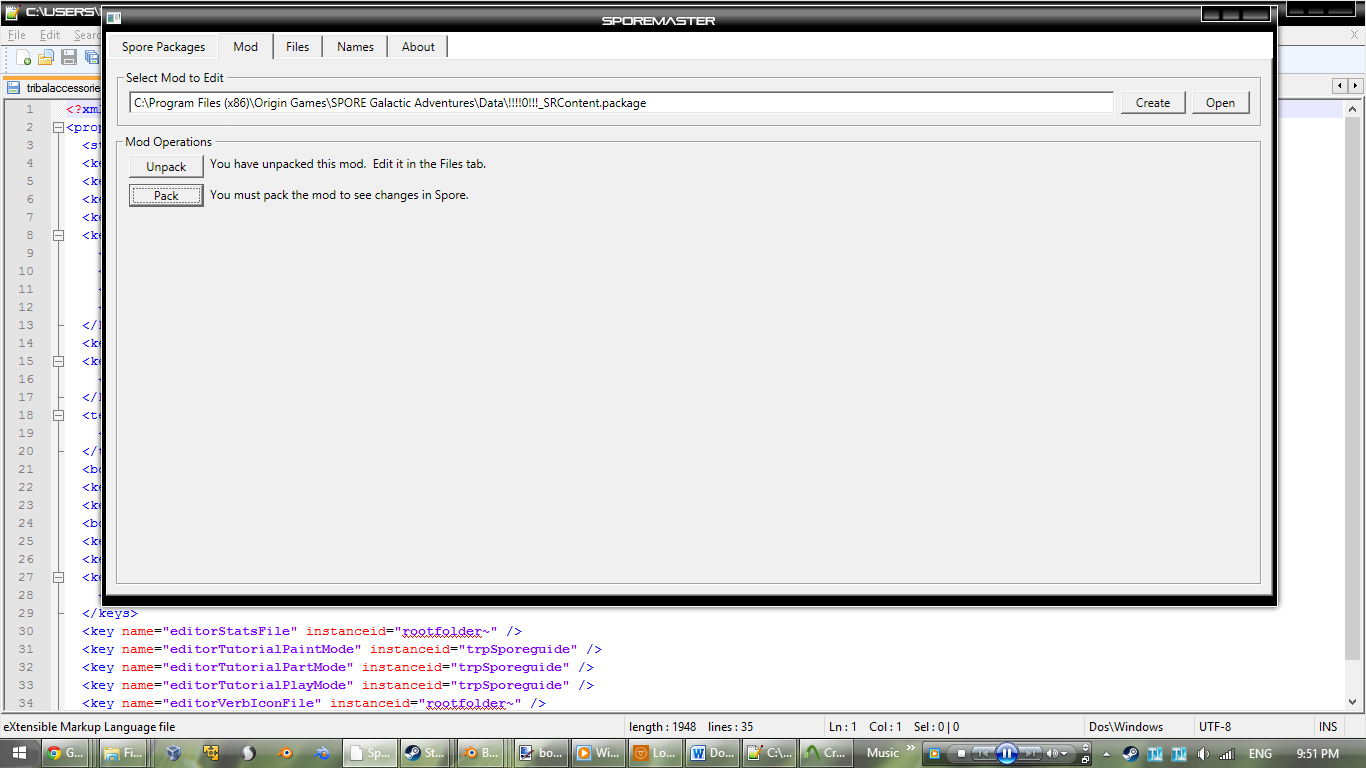 C:\USERS\
SPOREMASTER
File Edit Search
X
Spore Packages Mod Files Names About
tribalaccessorie
Select Mod to Edit
C:\Program Files (x86)\Origin Games\SPORE Galactic Adventures\Data\!!!!0!!!_SRContent.package Create Open
Mod Operations
Unpack You have unpacked this mod.  Edit it in the Files tab.
Pack You must pack the mod to see changes in Spore.
1 <?xm
2 <prop
3 <st
4 <ke
5 <ke
6 <ke
7 <ke
8 <ke
9
10
11
12
13 </
14 <ke
15 <ke
16
17 </
18 <te
19
20 </
21 <bo
22 <ke
23 <ke
24 <bo
25 <ke
26 <ke
27 <ke
28
29 </keys>
30 <key name="editorStatsFile" instanceid="rootfolder~" />
31 <key name="editorTutorialPaintMode" instanceid="trpSporeguide" />
32 <key name="editorTutorialPartMode" instanceid="trpSporeguide" />
33 <key name="editorTutorialPlayMode" instanceid="trpSporeguide" />
34 <key name="editorVerbIconFile" instanceid="rootfolder~" />
eXtensible Markup Language file length : 1948 lines : 35 Ln : 1 Col : 1 Sel : 0 | 0 Dos\Windows UTF-8 INS
G... Fi... Sp... St... B... bo... Wi... Lo... Do... C:\... Cr... Music » ENG 9:51 PM